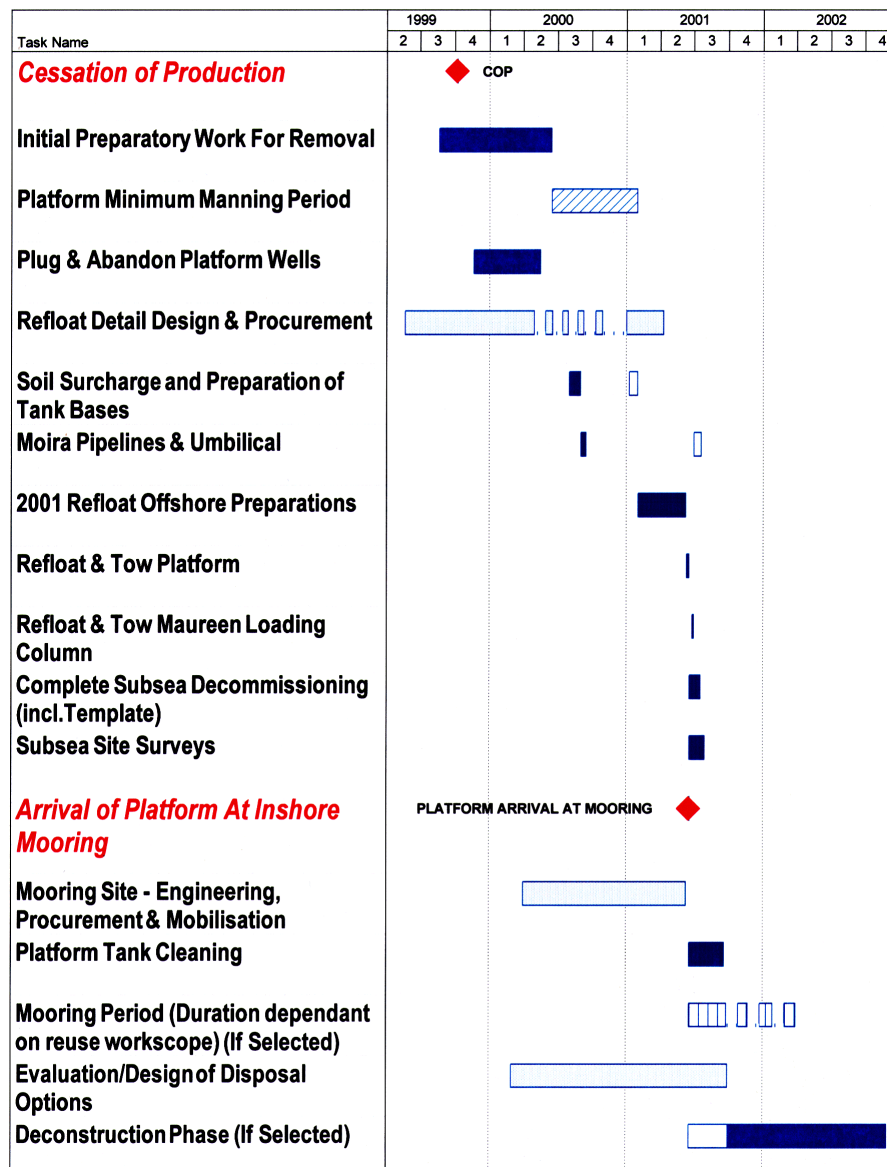 1999 2000 2001 2002
Task Name 2 3 4 1 2 3 4 1 2 3 4 1 2 3 4
Cessation of Production COP
Initial Preparatory Work For Removal
Platform Minimum Manning Period
Plug & Abandon Platform Wells
Refloat Detail Design & Procurement
Soil Surcharge and Preparation of
Tank Bases
Moira Pipelines & Umbilical
2001 Refloat Offshore Preparations
Refloat & Tow Platform
Refloat & Tow Maureen Loading
Column
Complete Subsea Decommissioning
(incl.Template)
Subsea Site Surveys
Arrival of Platform At Inshore PLATFORM ARRIVAL AT MOORING
Mooring
Mooring Site - Engineering,
Procurement & Mobilisation
Platform Tank Cleaning
Mooring Period (Duration dependant
on reuse workscope) (If Selected)
Evaluation/Design of Disposal
Options
Deconstruction Phase (If Selected)